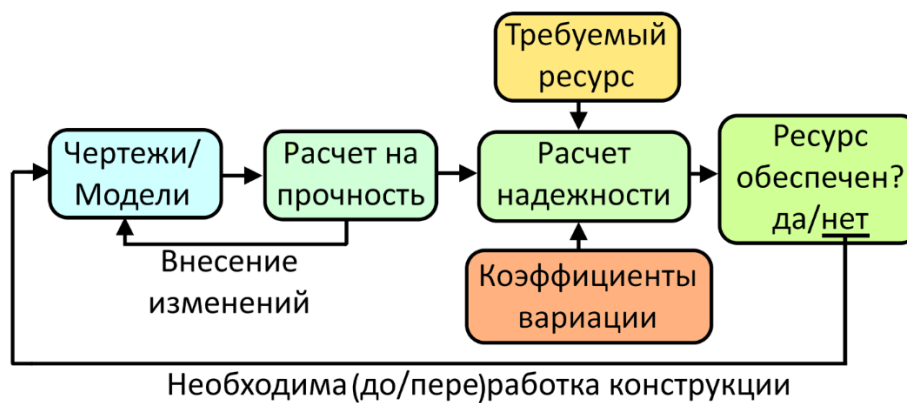 Требуемый
ресурс
Чертежи/
Модели
Расчет на
прочность
Расчет
надежности
Ресурс
обеспечен?
да/нет
Внесение
изменений
Коэффициенты
вариации
Необходима(до/пере)работка конструкции